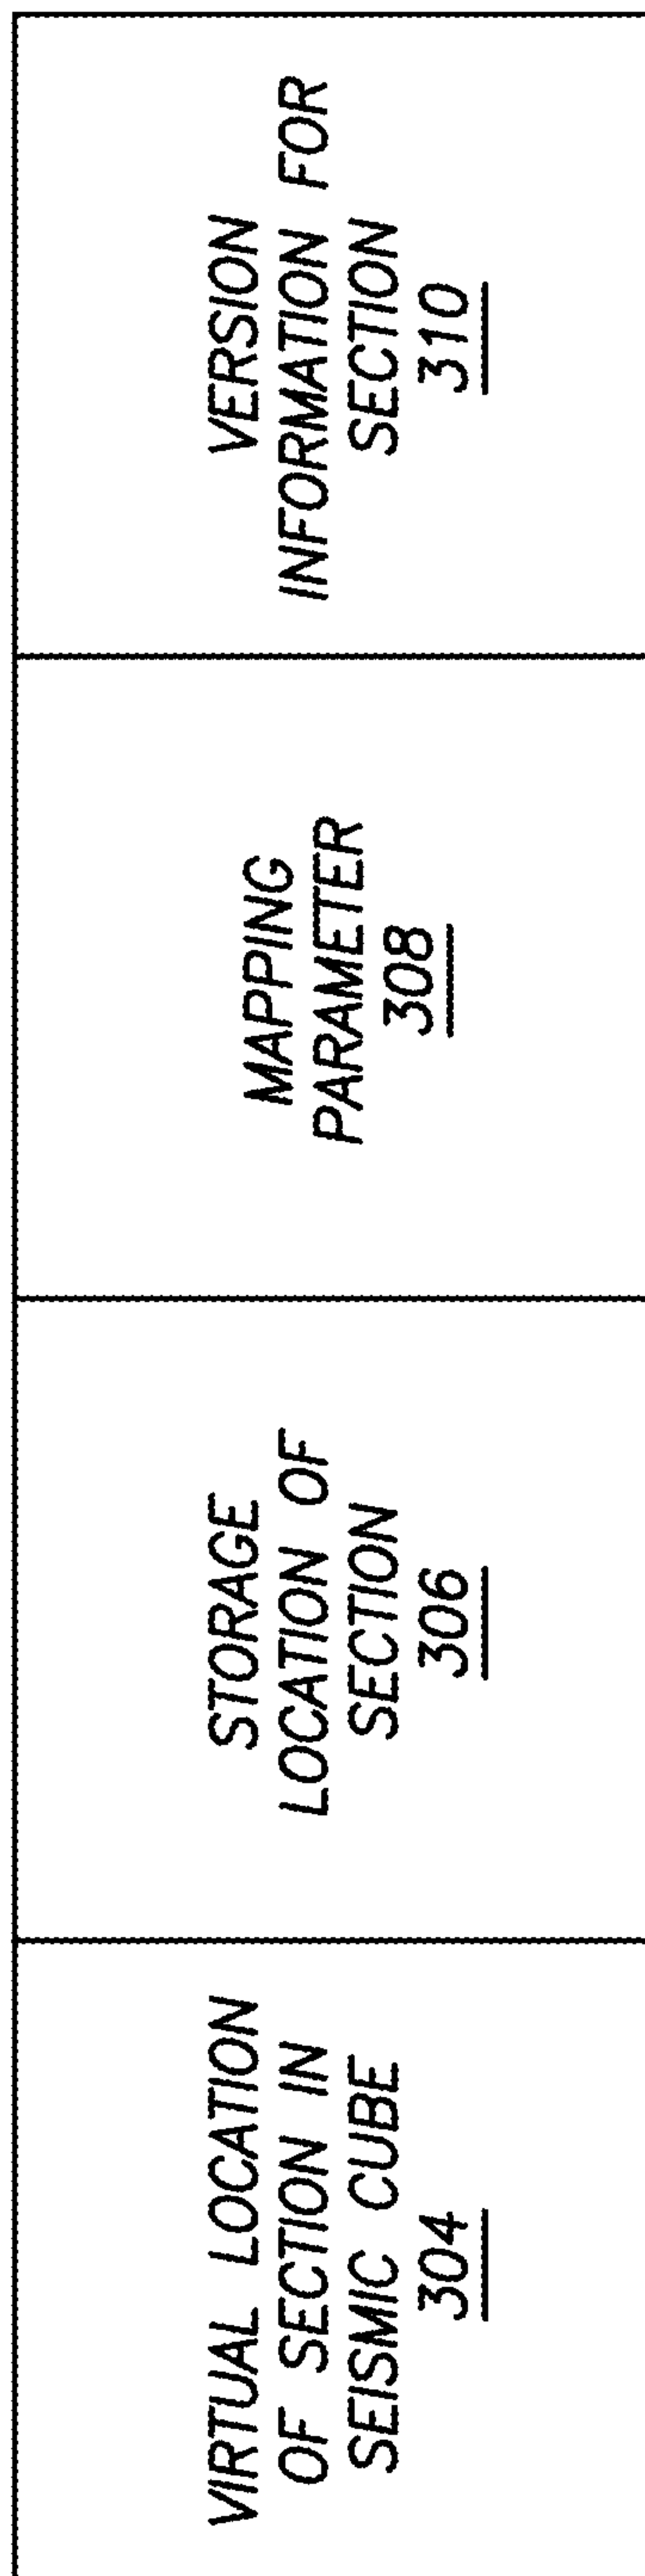 VIRTUAL LOCATION
OF SECTION IN
SEISMIC CUBE
304
STORAGE
LOCATION OF
SECTION
306
MAPPING
PARAMETER
308
VERSION
INFORMATION FOR
SECTION
310